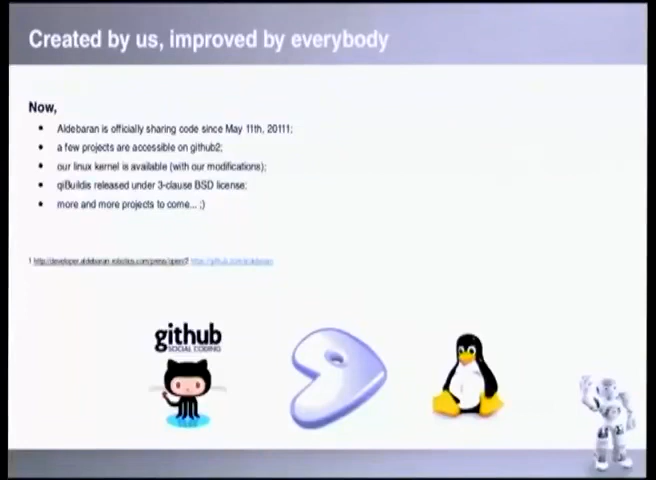 Created by us, improved by everybody
Now,
• Aldebaran is officially sharing code since May 11th, 20111;
• a few projects are accessible on github2;
• our linux kernel is available (with our modifications);
• qiBuildis released under 3-clause BSD license;
• more and more projects to come... ;)
1 http://developer.aldebaran-robotics.com/press/open/2 https://github.com/aldebaran
github
SOCIAL CODING